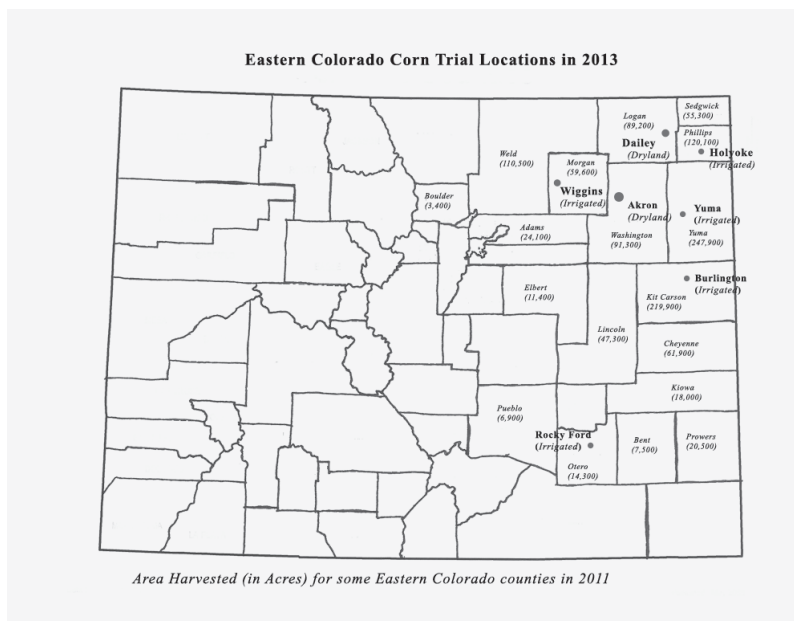 Eastern Colorado Corn Trial Locations in 2013
Sedgwick
(55,300)
Logan
(89,200)
Phillips
(120,100)
Dailey
(Dryland)
Holyoke
(Irrigated)
Weld
(110,500)
Morgan
(59,600)
Wiggins
(Irrigated)
Boulder
(3,400)
Akron
(Dryland)
Yuma
(Irrigated)
Yuma
(247,900)
Washington
(91,300)
Adams
(24,100)
Burlington
(Irrigated)
Kit Carson
(219,900)
Elbert
(11,400)
Lincoln
(47,300)
Cheyenne
(61,900)
Kiowa
(18,000)
Pueblo
(6,900)
Rocky Ford
(Irrigated)
Otero
(14,300)
Bent
(7,500)
Prowers
(20,500)
Area Harvested (in Acres) for some Eastern Colorado counties in 2011